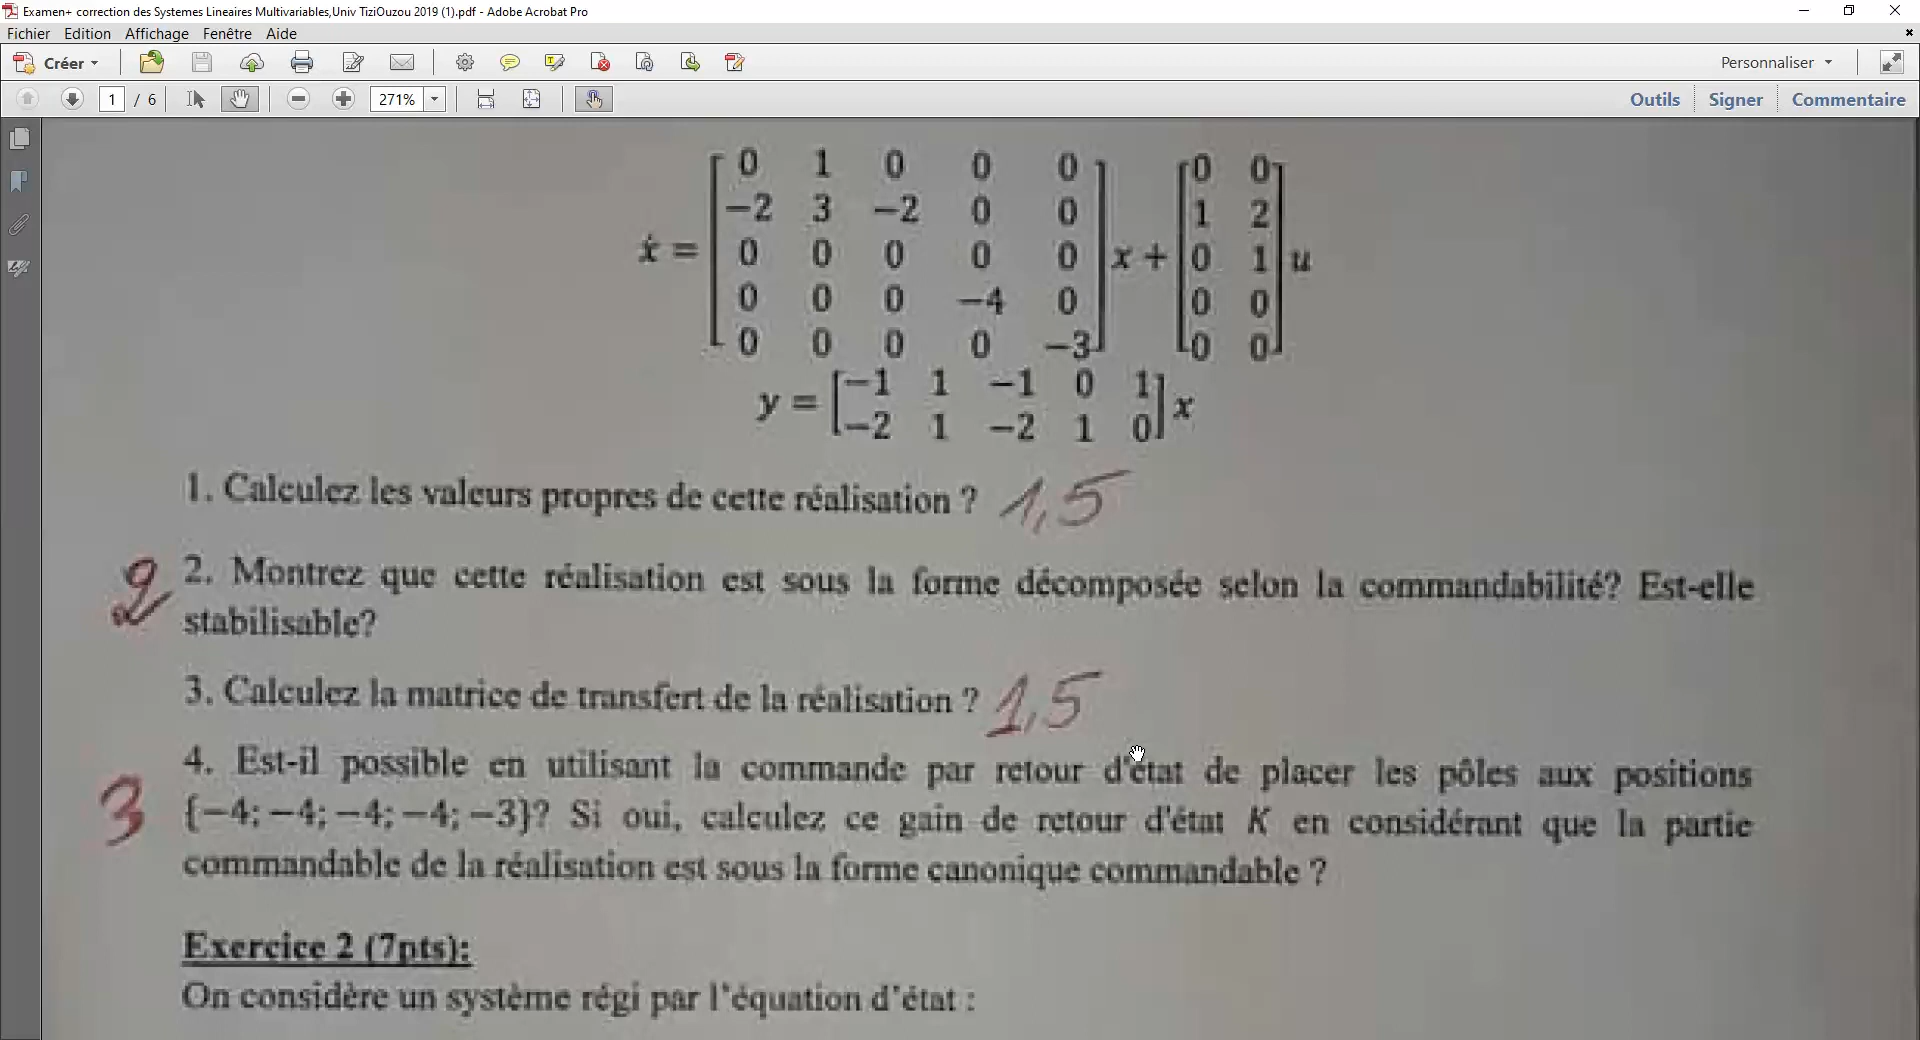 Examen+ correction des Systemes Lineaires Multivariables,Univ TiziOuzou 2019 (1).pdf - Adobe Acrobat Pro
Fichier Edition Affichage Fenêtre Aide
Créer Personnaliser
1 / 6 271% Outils Signer Commentaire
0 1 0 0 0 0 0
-2 3 -2 0 0 1 2
ẋ = 0 0 0 0 0 x + 0 1 u
0 0 0 -4 0 0 0
0 0 0 0 -3 0 0
y = -1 1 -1 0 1 x
-2 1 -2 1 0
1. Calculez les valeurs propres de cette réalisation ? 1,5
2 2. Montrez que cette réalisation est sous la forme décomposée selon la commandabilité? Est-elle
stabilisable?
3. Calculez la matrice de transfert de la réalisation ? 1,5
4. Est-il possible en utilisant la commande par retour d'état de placer les pôles aux positions
3 {-4; -4; -4; -4; -3}? Si oui, calculez ce gain de retour d'état K en considérant que la partie
commandable de la réalisation est sous la forme canonique commandable ?
Exercice 2 (7pts):
On considère un système régi par l'équation d'état :